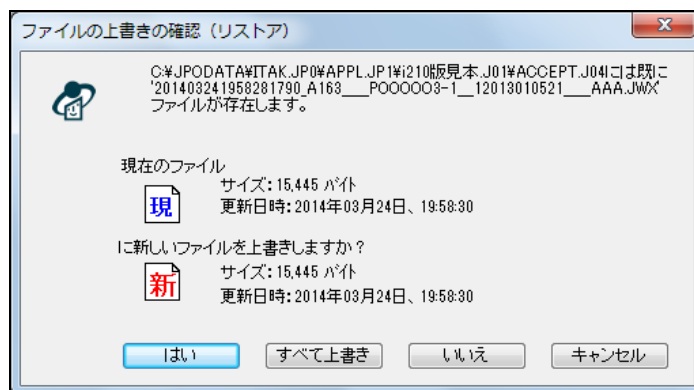 ファイルの上書きの確認（リストア）
C:¥JPODATA¥ITAK.JP0¥APPL.JP1¥i210版見本.J01¥ACCEPT.J04には既に
'201403241958281790_A163___POOOOO3-1__12013010521___AAA.JWX'
ファイルが存在します。
現在のファイル
現
サイズ：15,445 バイト
更新日時：2014年03月24日、19:58:30
に新しいファイルを上書きしますか？
新
サイズ：15,445 バイト
更新日時：2014年03月24日、19:58:30
はい
すべて上書き
いいえ
キャンセル